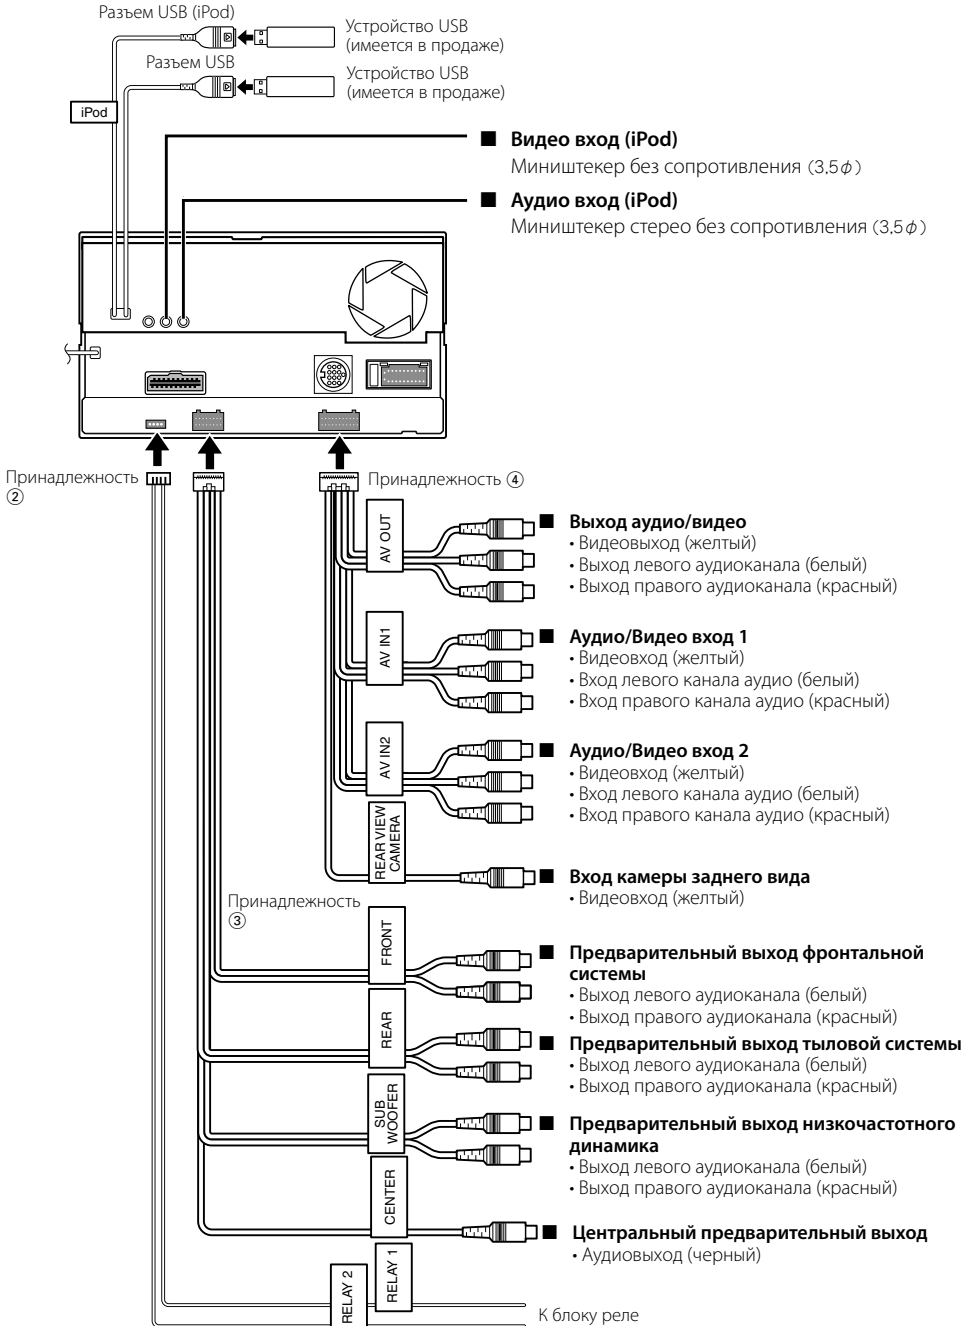 Разъем USB (iPod)
Устройство USB
(имеется в продаже)
Разъем USB
Устройство USB
(имеется в продаже)
iPod
■ Видео вход (iPod)
Миништекер без сопротивления (3,5φ)
■ Аудио вход (iPod)
Миништекер стерео без сопротивления (3,5φ)
Принадлежность
②
Принадлежность ④
AV OUT
■ Выход аудио/видео
• Видеовыход (желтый)
• Выход левого аудиоканала (белый)
• Выход правого аудиоканала (красный)
AV IN1
■ Аудио/Видео вход 1
• Видеовход (желтый)
• Вход левого канала аудио (белый)
• Вход правого канала аудио (красный)
AV IN2
■ Аудио/Видео вход 2
• Видеовход (желтый)
• Вход левого канала аудио (белый)
• Вход правого канала аудио (красный)
REAR VIEW
CAMERA
■ Вход камеры заднего вида
• Видеовход (желтый)
Принадлежность
③
FRONT
■ Предварительный выход фронтальной
системы
• Выход левого аудиоканала (белый)
• Выход правого аудиоканала (красный)
REAR
■ Предварительный выход тыловой системы
• Выход левого аудиоканала (белый)
• Выход правого аудиоканала (красный)
SUB
WOOFER
■ Предварительный выход низкочастотного
динамика
• Выход левого аудиоканала (белый)
• Выход правого аудиоканала (красный)
CENTER
■ Центральный предварительный выход
• Аудиовыход (черный)
RELAY 1
RELAY 2
К блоку реле